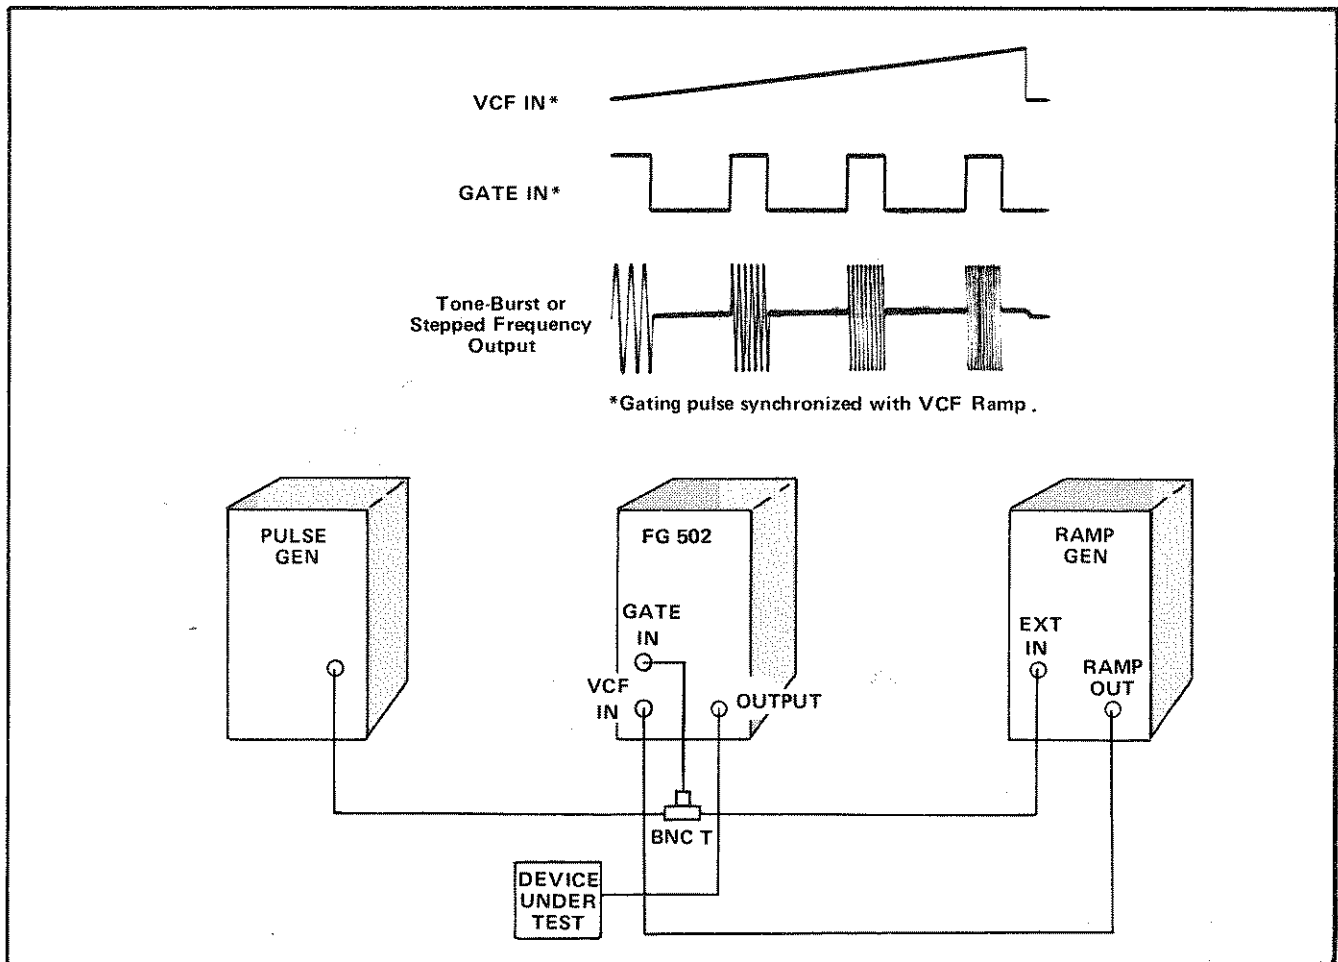 VCF IN*
GATE IN*
Tone-Burst or
Stepped Frequency
Output
*Gating pulse synchronized with VCF Ramp.
PULSE
GEN
FG 502
GATE
IN
VCF
IN
OUTPUT
RAMP
GEN
EXT
IN
RAMP
OUT
BNC T
DEVICE
UNDER
TEST